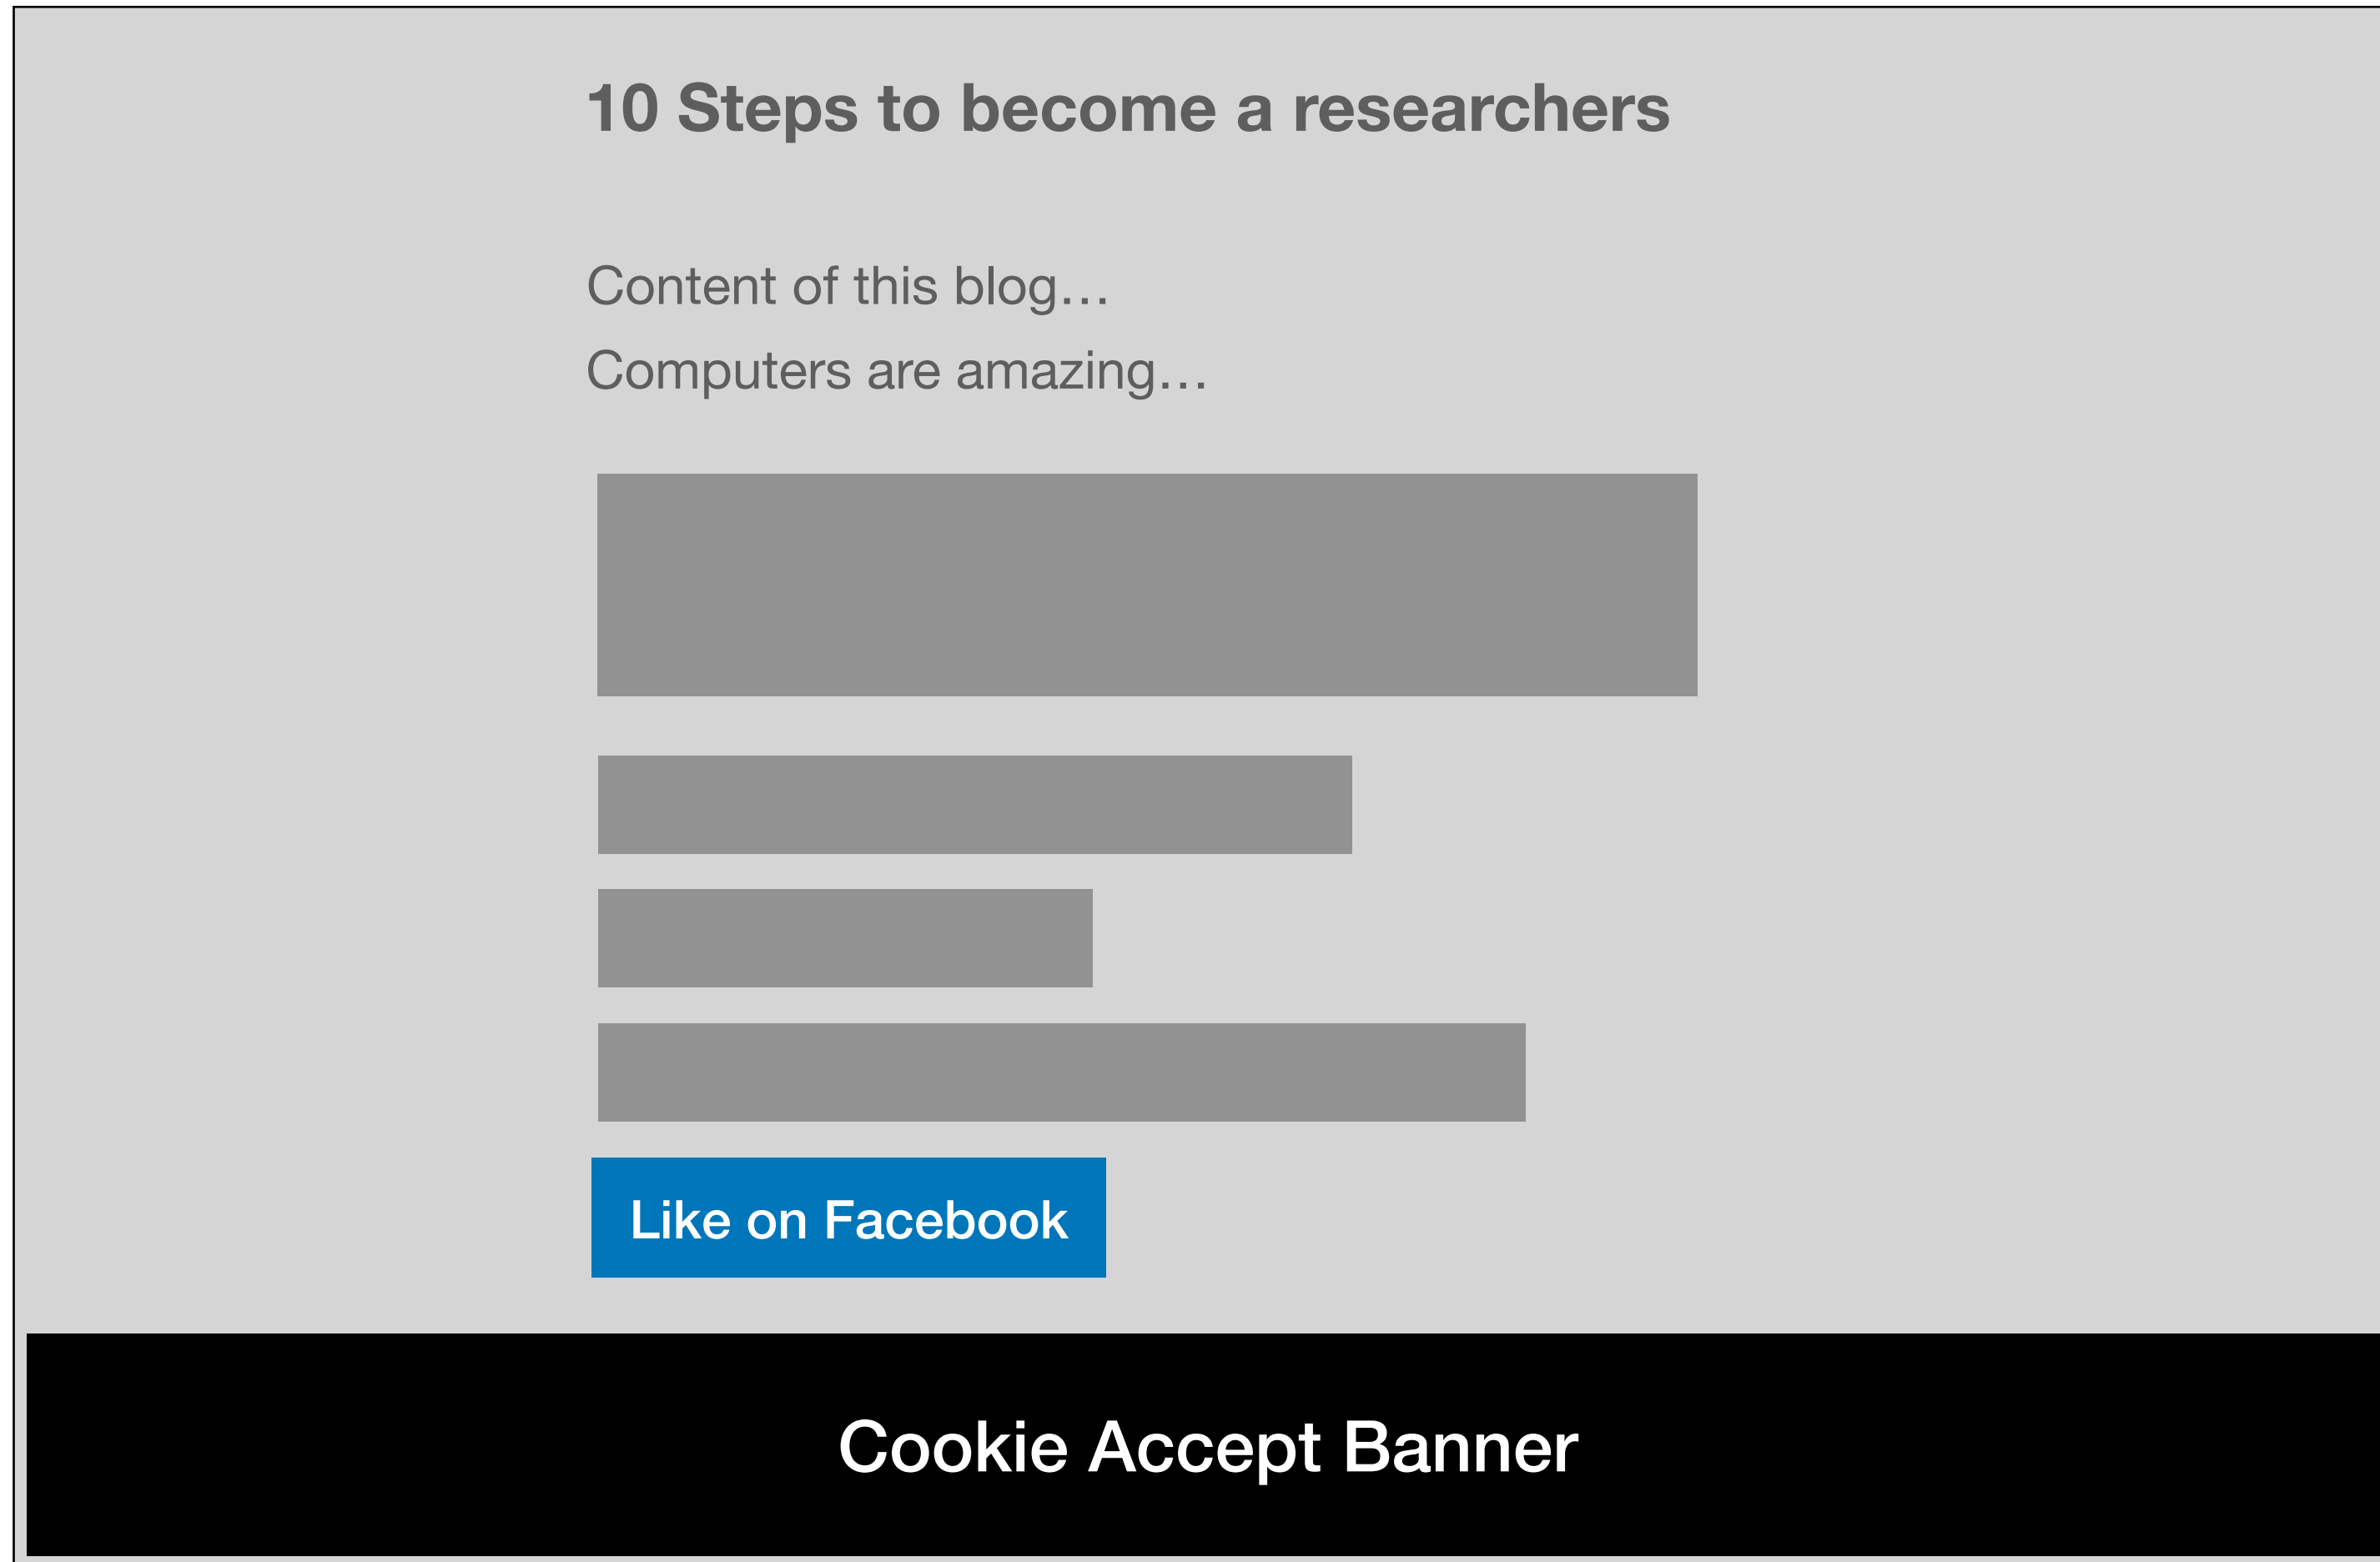 10 Steps to become a researchers
Content of this blog…
Computers are amazing…
Like on Facebook
Cookie Accept Banner